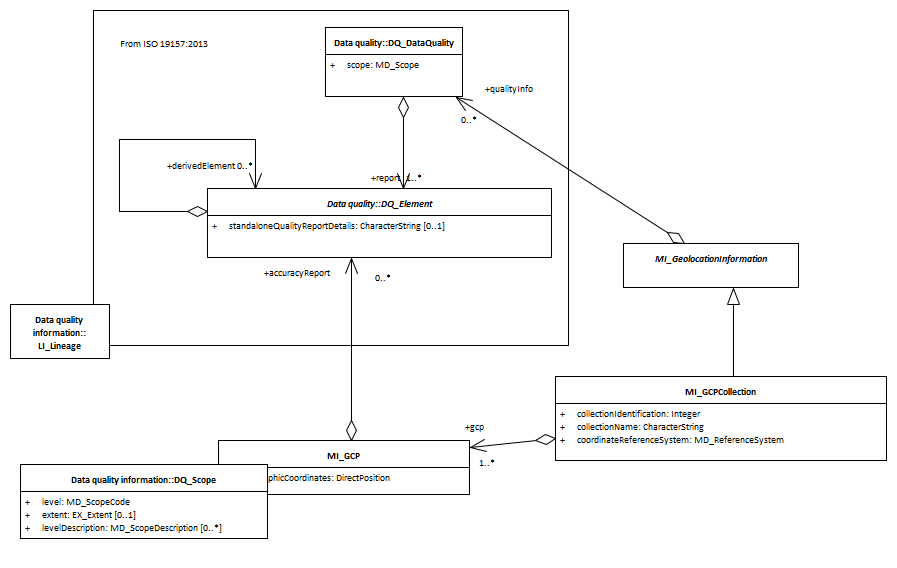 From ISO 19157:2013
Data quality::DQ_DataQuality
+ scope: MD_Scope
+qualityInfo
0..*
+derivedElement 0..*
+report 1..*
Data quality::DQ_Element
+ standaloneQualityReportDetails: CharacterString [0..1]
MI_GeolocationInformation
+accuracyReport
0..*
Data quality
information::
LI_Lineage
MI_GCPCollection
+ collectionIdentification: Integer
+ collectionName: CharacterString
+ coordinateReferenceSystem: MD_ReferenceSystem
+gcp
1..*
MI_GCP
phicCoordinates: DirectPosition
Data quality information::DQ_Scope
+ level: MD_ScopeCode
+ extent: EX_Extent [0..1]
+ levelDescription: MD_ScopeDescription [0..*]